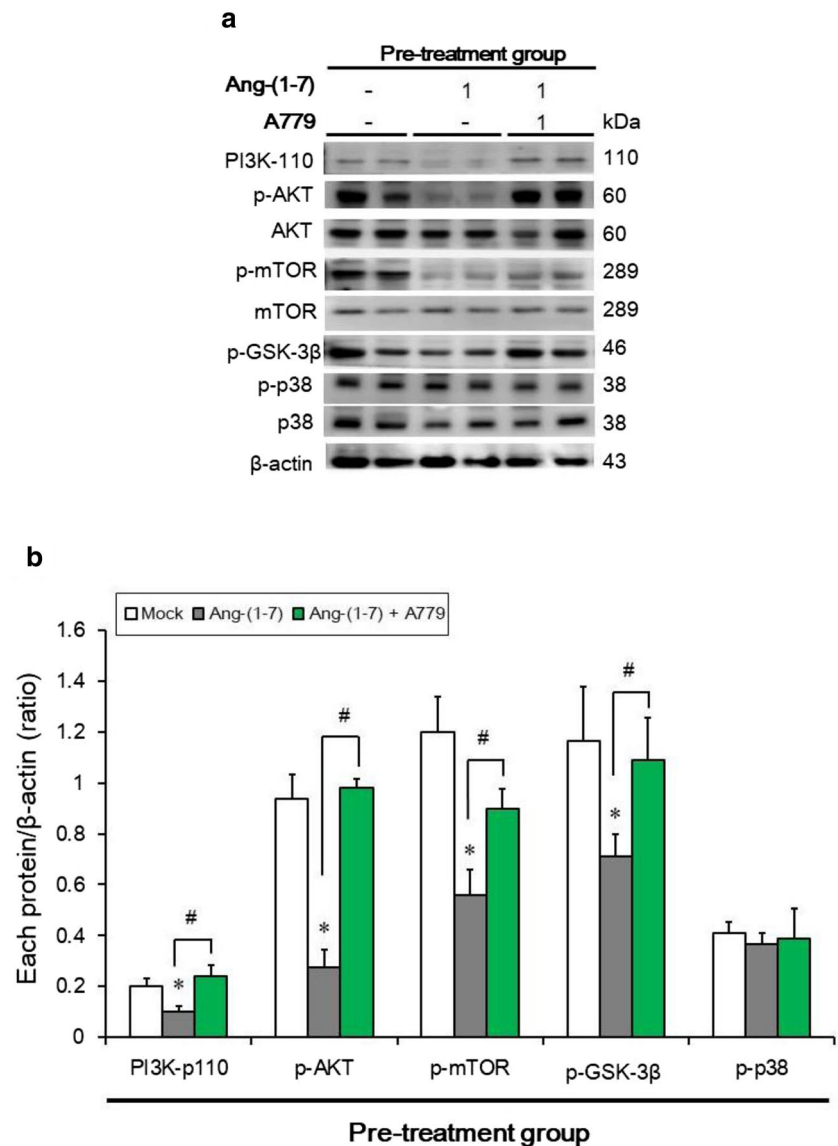 a
Pre-treatment group
Ang-(1-7) - 1 1
A779 - - 1 kDa
PI3K-110 110
p-AKT 60
AKT 60
p-mTOR 289
mTOR 289
p-GSK-3β 46
p-p38 38
p38 38
β-actin 43
b
Mock Ang-(1-7) Ang-(1-7) + A779
Each protein/β-actin (ratio)
1.6
1.4
1.2
1
0.8
0.6
0.4
0.2
0
* #
* #
* #
* #
PI3K-p110 p-AKT p-mTOR p-GSK-3β p-p38
Pre-treatment group